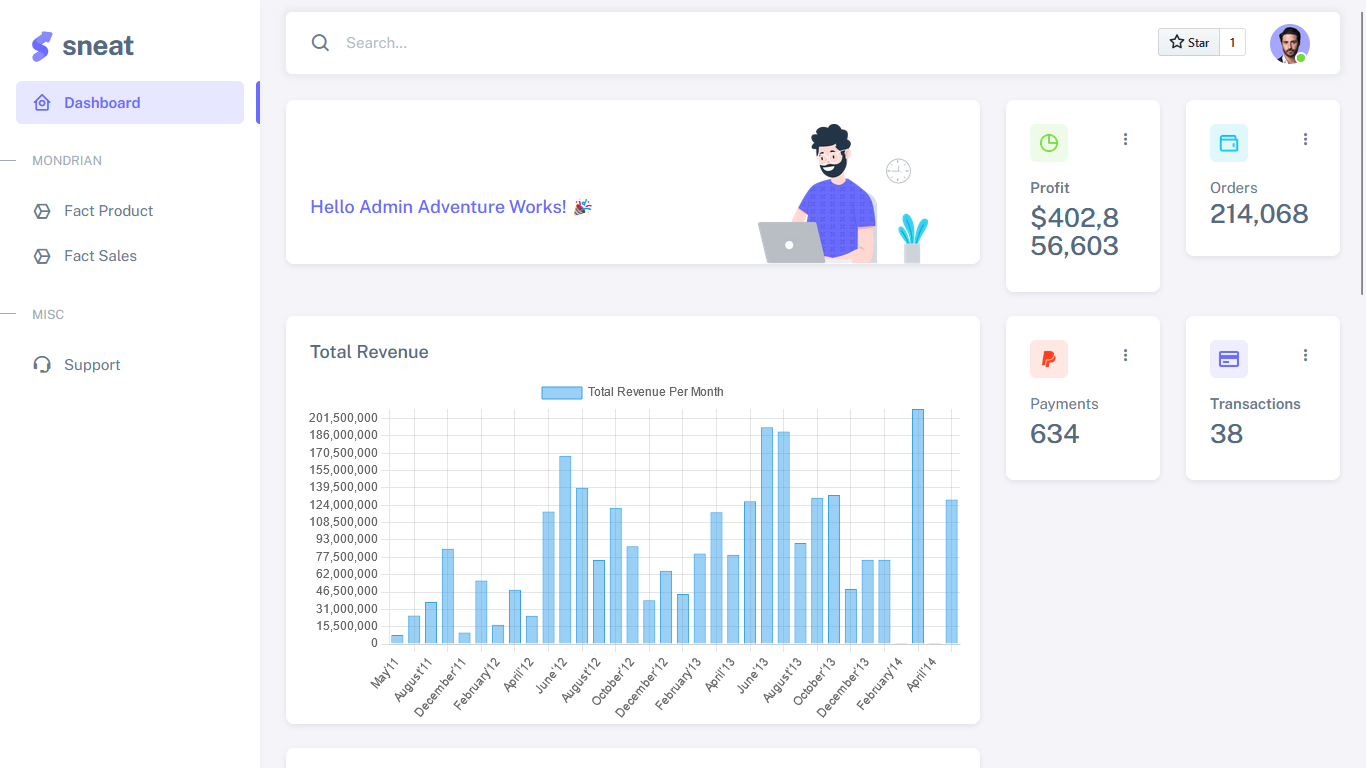 sneat
Dashboard
MONDRIAN
Fact Product
Fact Sales
MISC
Support
Search...
Star
1
Hello Admin Adventure Works! 🎉
Profit
$402,8
56,603
Orders
214,068
Total Revenue
Total Revenue Per Month
201,500,000
186,000,000
170,500,000
155,000,000
139,500,000
124,000,000
108,500,000
93,000,000
77,500,000
62,000,000
46,500,000
31,000,000
15,500,000
0
May'11
August'11
December'11
February'12
April'12
June'12
August'12
October'12
December'12
February'13
April'13
June'13
August'13
October'13
December'13
February'14
April'14
Payments
634
Transactions
38